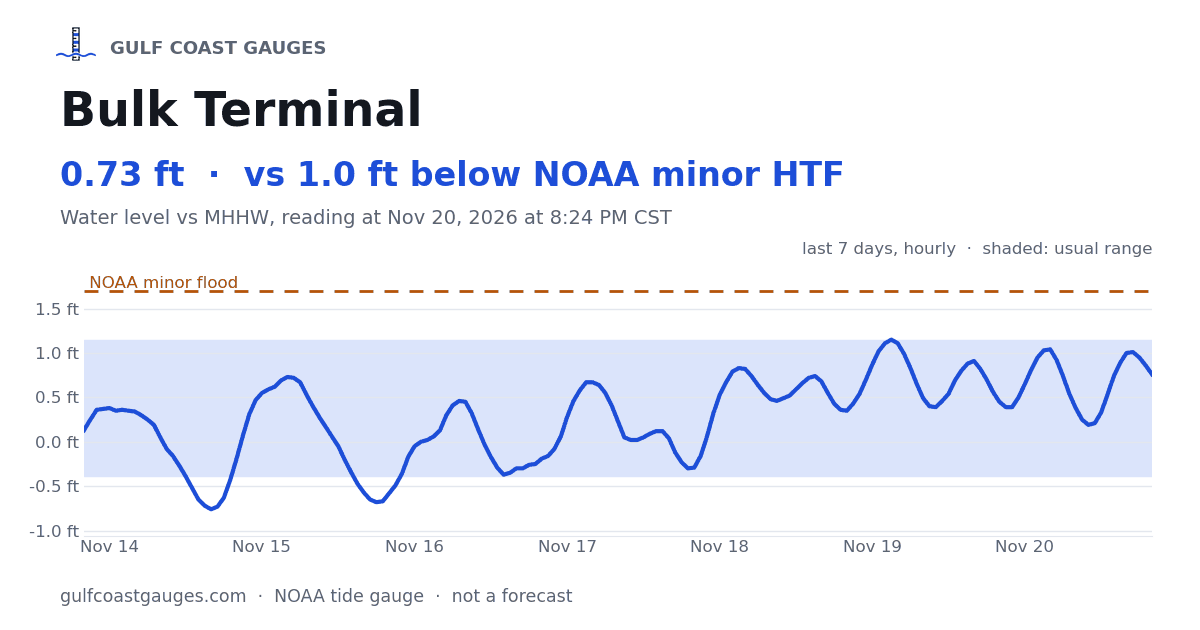 GULF COAST GAUGES
Bulk Terminal
0.73 ft · vs 1.0 ft below NOAA minor HTF
Water level vs MHHW, reading at Nov 20, 2026 at 8:24 PM CST
last 7 days, hourly · shaded: usual range
NOAA minor flood
1.5 ft
1.0 ft
0.5 ft
0.0 ft
-0.5 ft
-1.0 ft
Nov 14 Nov 15 Nov 16 Nov 17 Nov 18 Nov 19 Nov 20
gulfcoastgauges.com · NOAA tide gauge · not a forecast